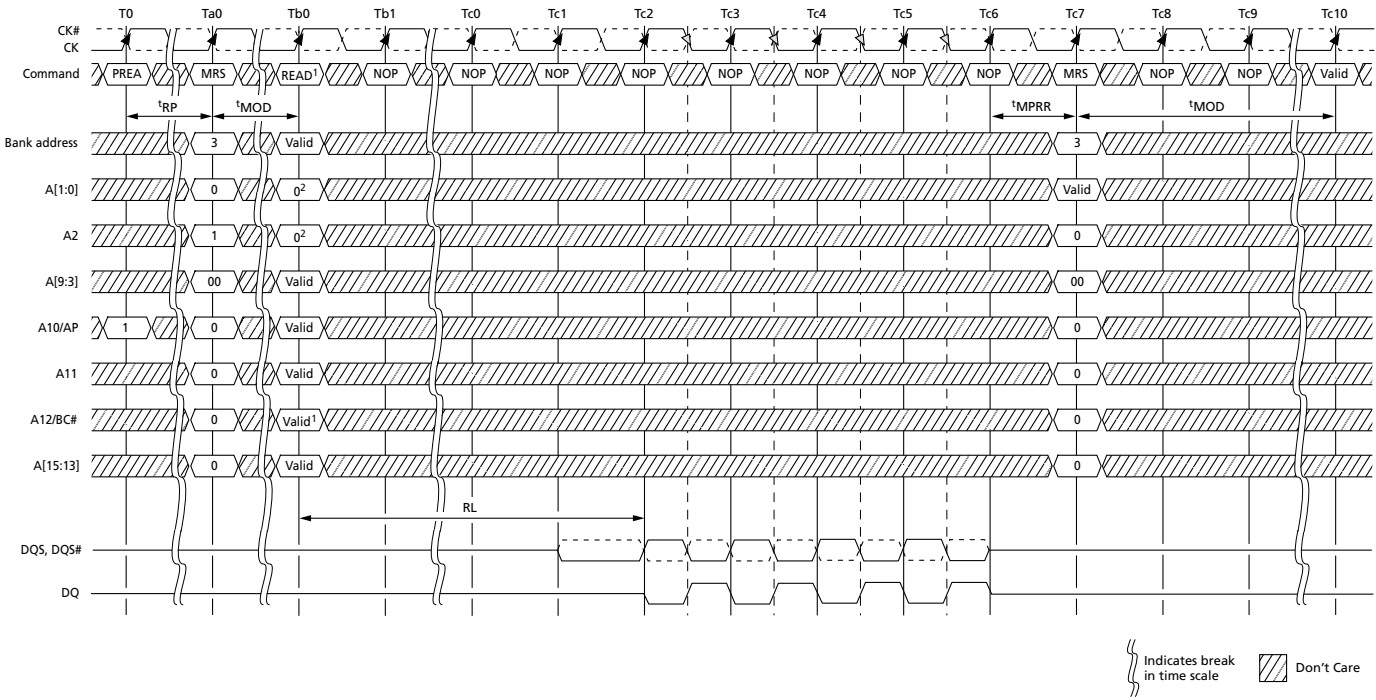 T0 Ta0 Tb0 Tb1 Tc0 Tc1 Tc2 Tc3 Tc4 Tc5 Tc6 Tc7 Tc8 Tc9 Tc10
CK#
CK
Command PREA MRS READ¹ NOP NOP NOP NOP NOP NOP NOP NOP MRS NOP NOP Valid
tRP tMOD tMPRR tMOD
Bank address 3 Valid 3
A[1:0] 0 0² Valid
A2 1 0² 0
A[9:3] 00 Valid 00
A10/AP 1 0 Valid 0
A11 0 Valid 0
A12/BC# 0 Valid¹ 0
A[15:13] 0 Valid 0
RL
DQS, DQS#
DQ
Indicates break
in time scale
Don't Care